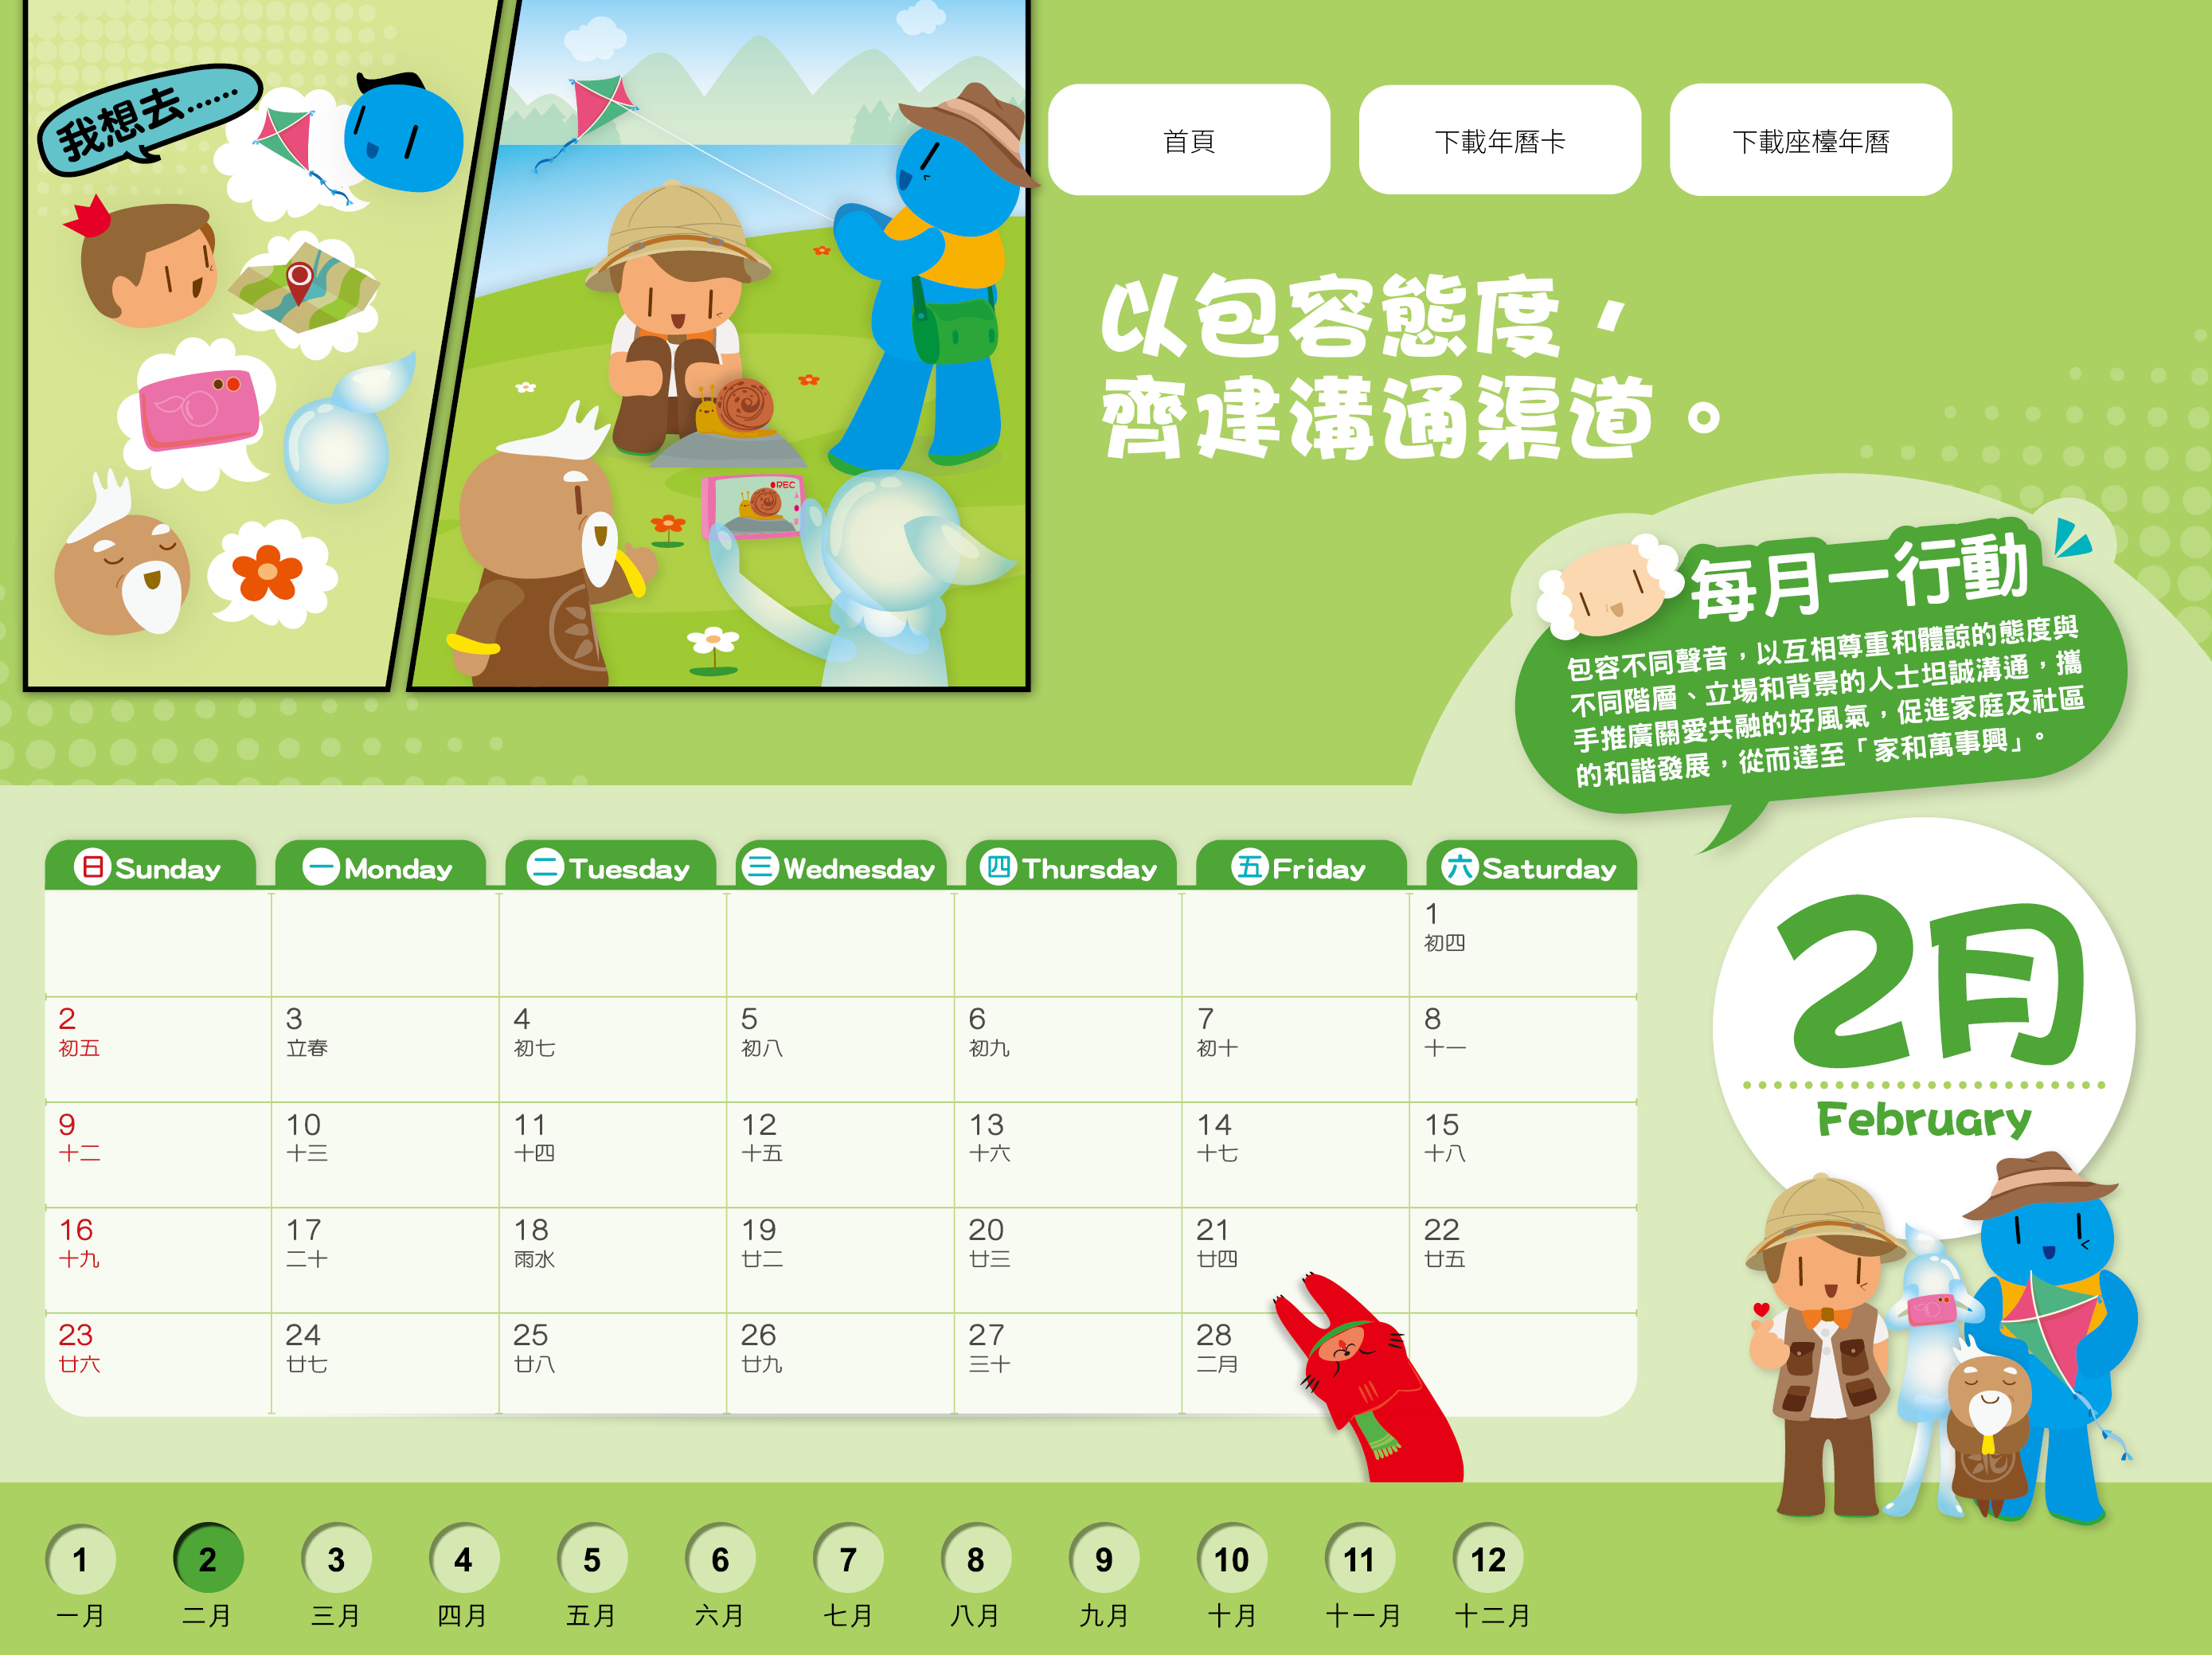 我想去......
REC
首頁
下載年曆卡
下載座檯年曆
以包容態度，
齊建溝通渠道。
每月一行動
包容不同聲音，以互相尊重和體諒的態度與
不同階層、立場和背景的人士坦誠溝通，攜
手推廣關愛共融的好風氣，促進家庭及社區
的和諧發展，從而達至「家和萬事興」。
日 Sunday 一 Monday 二 Tuesday 三 Wednesday 四 Thursday 五 Friday 六 Saturday
1
初四
2 3 4 5 6 7 8
初五 立春 初七 初八 初九 初十 十一
9 10 11 12 13 14 15
十二 十三 十四 十五 十六 十七 十八
16 17 18 19 20 21 22
十九 二十 雨水 廿二 廿三 廿四 廿五
23 24 25 26 27 28
廿六 廿七 廿八 廿九 三十 二月
2月
February
1 2 3 4 5 6 7 8 9 10 11 12
一月 二月 三月 四月 五月 六月 七月 八月 九月 十月 十一月 十二月